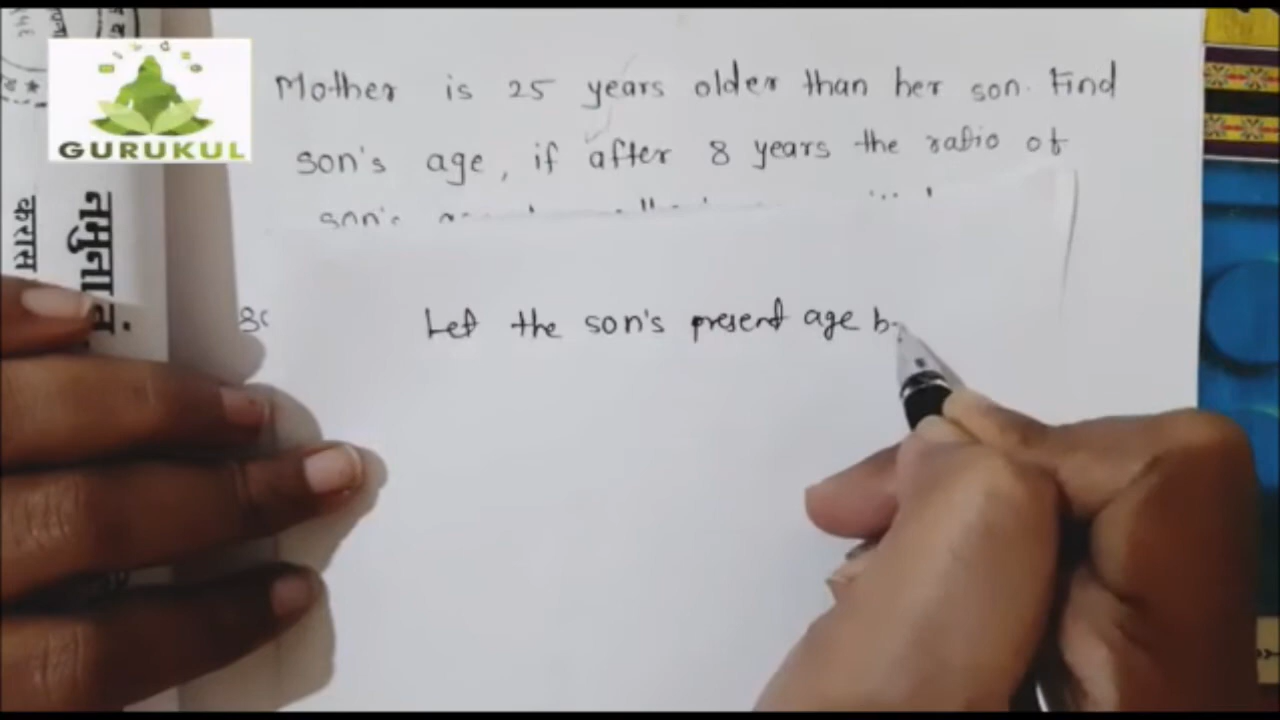 GURUKUL
Mother is 25 years older than her son. Find
son's age, if after 8 years the ratio of
son's
Let the son's present age b
नमुना नं
करास